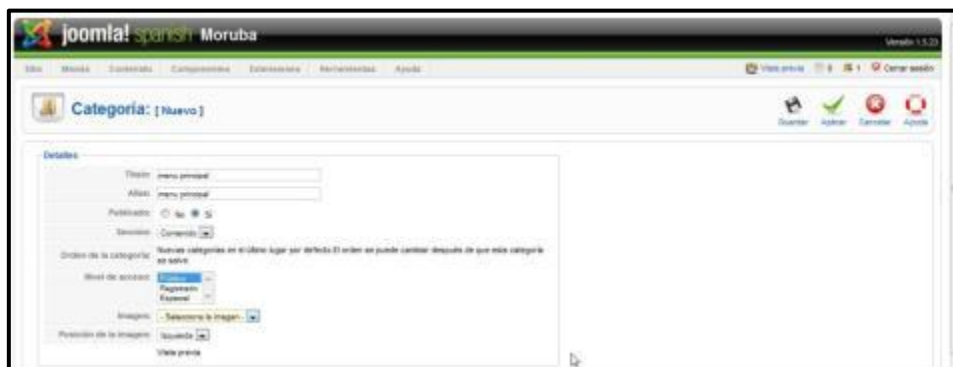 joomla! spanish Moruba
Versión 1.5.23
Sitio Menús Contenido Componentes Extensiones Herramientas Ayuda
Vista previa 0 1 Cerrar sesión
Categoría: [ Nuevo ]
Guardar Aplicar Cancelar Ayuda
Detalles
Título: menu principal
Alias: menu principal
Publicado: No Sí
Sección: Contenido
Orden de la categoría: Nuevas categorías en el último lugar por defecto.El orden se puede cambiar después de que esta categoría
se salve.
Nivel de acceso: Público
Registrado
Especial
Imagen: - Seleccione la imagen -
Posición de la imagen: Izquierda
Vista previa